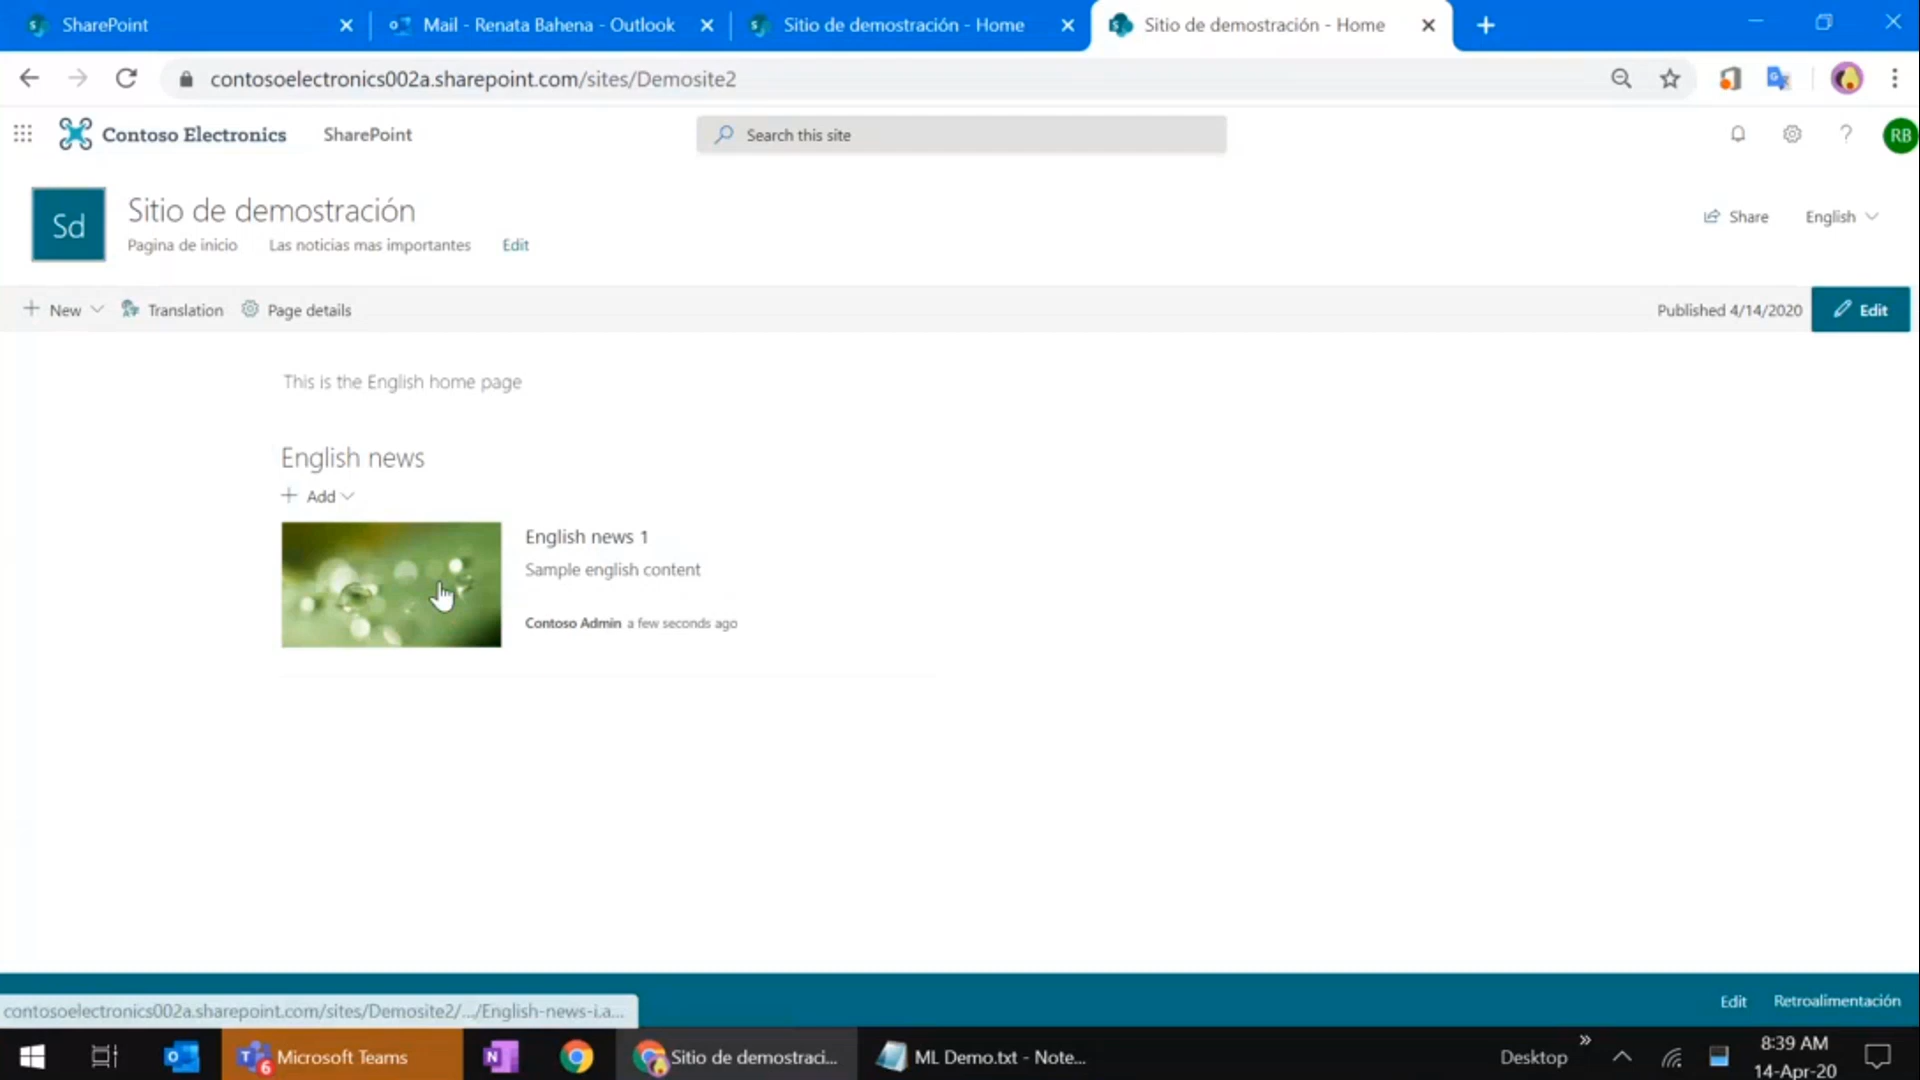 SharePoint
Mail - Renata Bahena - Outlook
Sitio de demostración - Home
Sitio de demostración - Home
contosoelectronics002a.sharepoint.com/sites/Demosite2
Contoso Electronics
SharePoint
Search this site
RB
Sd
Sitio de demostración
Pagina de inicio
Las noticias mas importantes
Edit
Share
English
New
Translation
Page details
Published 4/14/2020
Edit
This is the English home page
English news
Add
English news 1
Sample english content
Contoso Admin a few seconds ago
Edit
Retroalimentación
contosoelectronics002a.sharepoint.com/sites/Demosite2/.../English-news-i.a...
6
Microsoft Teams
Sitio de demostraci...
ML Demo.txt - Note...
Desktop
8:39 AM
14-Apr-20